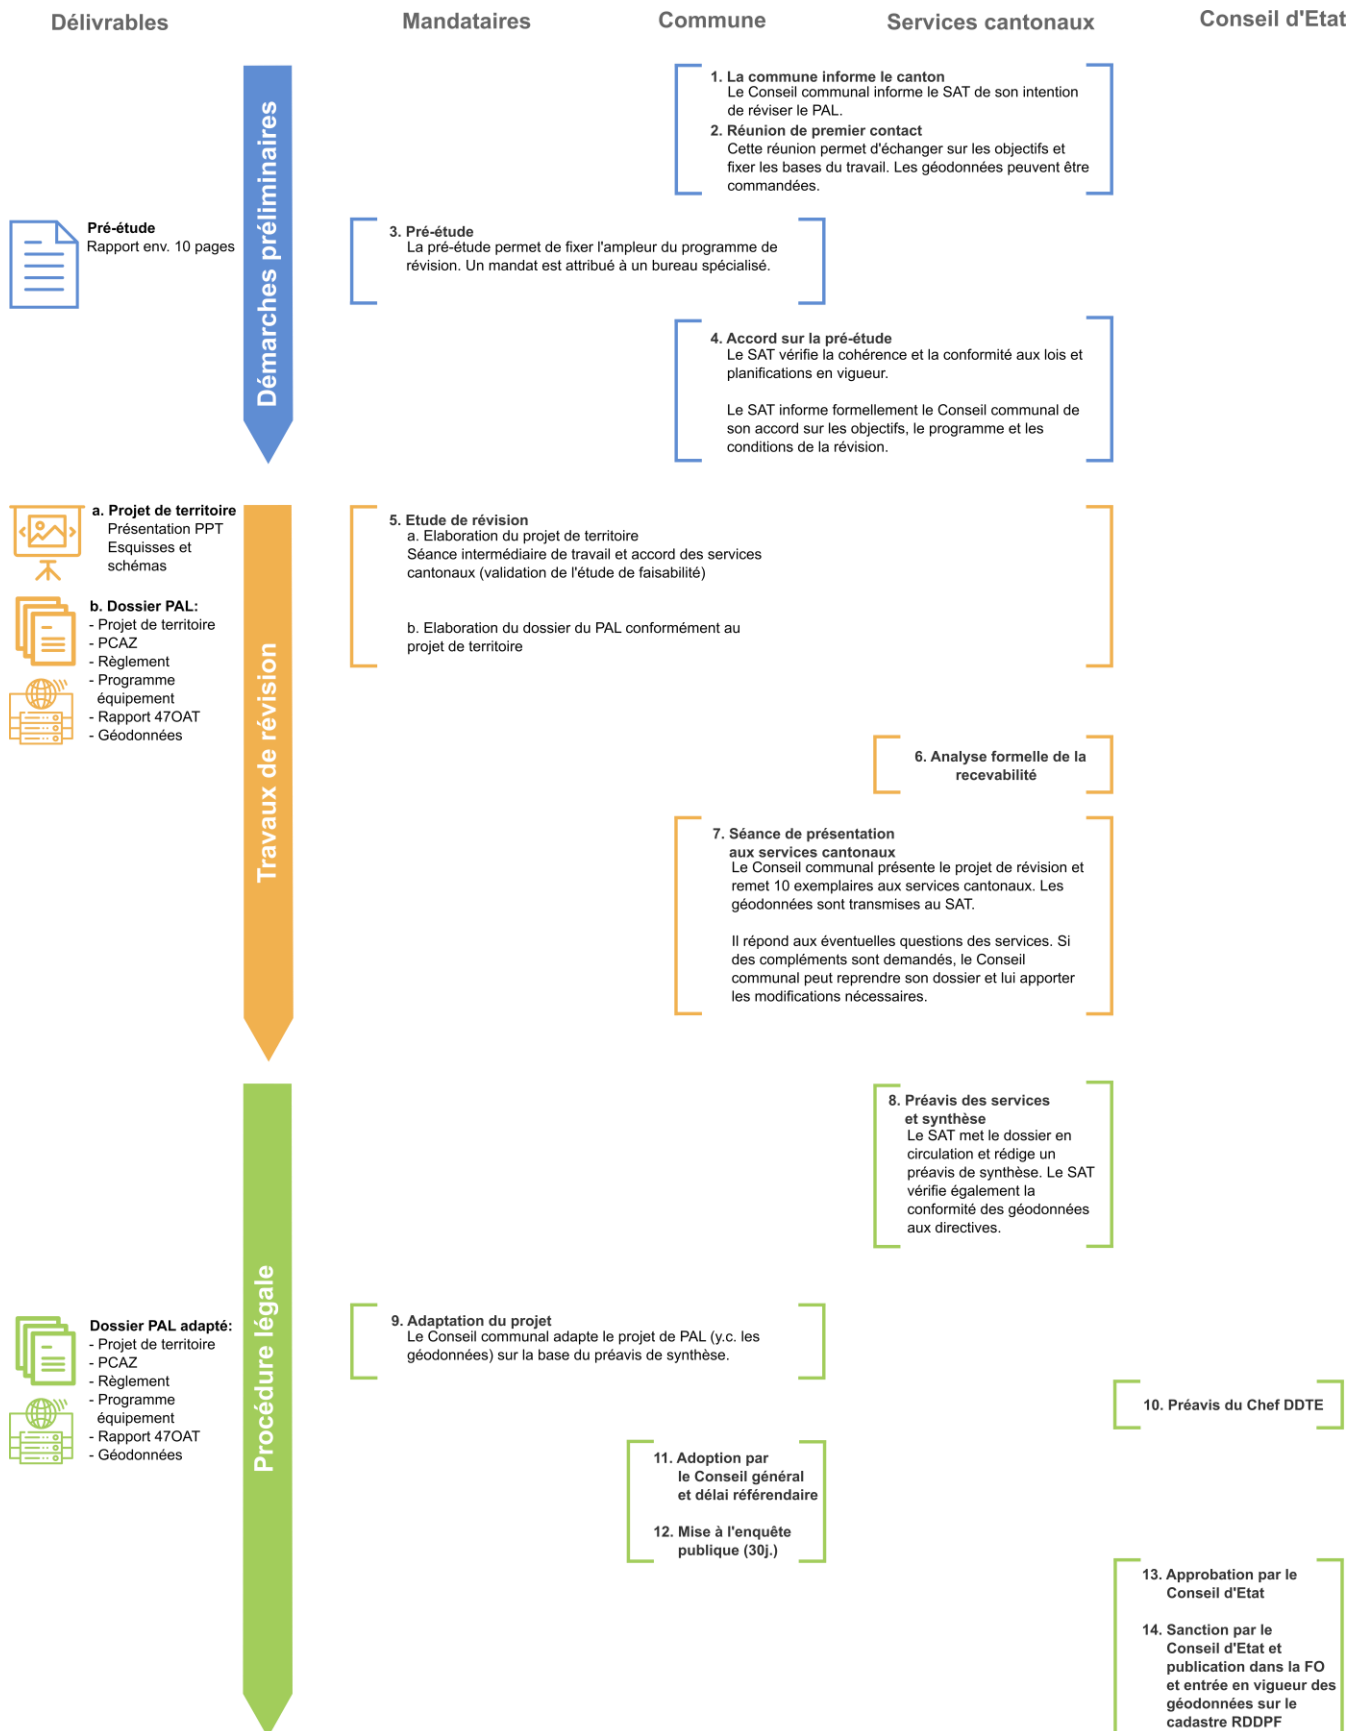 Délivrables
Mandataires
Commune
Services cantonaux
Conseil d'Etat
Démarches préliminaires
1. La commune informe le canton
Le Conseil communal informe le SAT de son intention
de réviser le PAL.
2. Réunion de premier contact
Cette réunion permet d'échanger sur les objectifs et
fixer les bases du travail. Les géodonnées peuvent être
commandées.
Pré-étude
Rapport env. 10 pages
3. Pré-étude
La pré-étude permet de fixer l'ampleur du programme de
révision. Un mandat est attribué à un bureau spécialisé.
4. Accord sur la pré-étude
Le SAT vérifie la cohérence et la conformité aux lois et
planifications en vigueur.
Le SAT informe formellement le Conseil communal de
son accord sur les objectifs, le programme et les
conditions de la révision.
Travaux de révision
a. Projet de territoire
Présentation PPT
Esquisses et
schémas
b. Dossier PAL:
- Projet de territoire
- PCAZ
- Règlement
- Programme
équipement
- Rapport 47OAT
- Géodonnées
5. Etude de révision
a. Elaboration du projet de territoire
Séance intermédiaire de travail et accord des services
cantonaux (validation de l'étude de faisabilité)
b. Elaboration du dossier du PAL conformément au
projet de territoire
6. Analyse formelle de la
recevabilité
7. Séance de présentation
aux services cantonaux
Le Conseil communal présente le projet de révision et
remet 10 exemplaires aux services cantonaux. Les
géodonnées sont transmises au SAT.
Il répond aux éventuelles questions des services. Si
des compléments sont demandés, le Conseil
communal peut reprendre son dossier et lui apporter
les modifications nécessaires.
Procédure légale
8. Préavis des services
et synthèse
Le SAT met le dossier en
circulation et rédige un
préavis de synthèse. Le SAT
vérifie également la
conformité des géodonnées
aux directives.
Dossier PAL adapté:
- Projet de territoire
- PCAZ
- Règlement
- Programme
équipement
- Rapport 47OAT
- Géodonnées
9. Adaptation du projet
Le Conseil communal adapte le projet de PAL (y.c. les
géodonnées) sur la base du préavis de synthèse.
10. Préavis du Chef DDTE
11. Adoption par
le Conseil général
et délai référendaire
12. Mise à l'enquête
publique (30j.)
13. Approbation par le
Conseil d'Etat
14. Sanction par le
Conseil d'Etat et
publication dans la FO
et entrée en vigueur des
géodonnées sur le
cadastre RDDPF